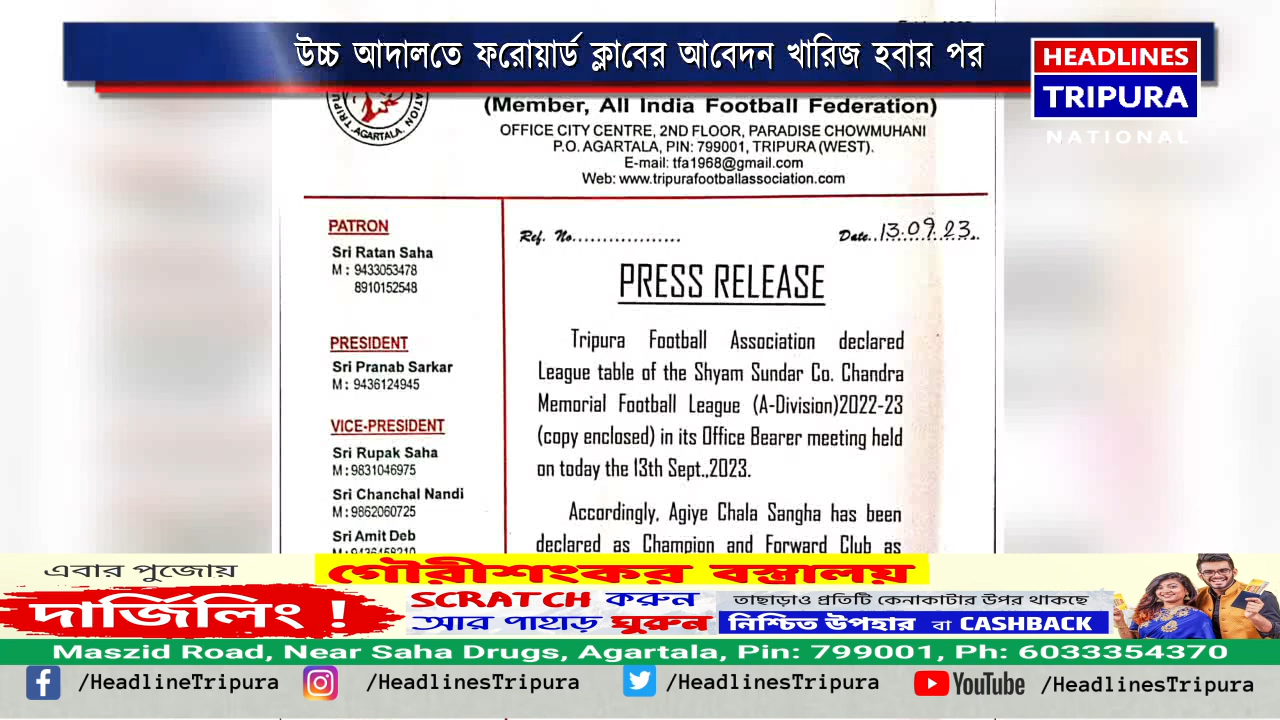 উচ্চ আদালতে ফরোয়ার্ড ক্লাবের আবেদন খারিজ হবার পর
HEADLINES
TRIPURA
NATIONAL
AGARTALA.
(Member, All India Football Federation)
OFFICE CITY CENTRE, 2ND FLOOR, PARADISE CHOWMUHANI
P.O. AGARTALA, PIN: 799001, TRIPURA (WEST).
E-mail: tfa1968@gmail.com
Web: www.tripurafootballassociation.com
PATRON
Sri Ratan Saha
M : 9433053478
8910152548
PRESIDENT
Sri Pranab Sarkar
M : 9436124945
VICE-PRESIDENT
Sri Rupak Saha
M : 9831046975
Sri Chanchal Nandi
M : 9862060725
Sri Amit Deb
M : 9436458210
Ref. No..................
Date..13.09.23..
PRESS RELEASE
Tripura Football Association declared
League table of the Shyam Sundar Co. Chandra
Memorial Football League (A-Division)2022-23
(copy enclosed) in its Office Bearer meeting held
on today the 13th Sept.,2023.
Accordingly, Agiye Chala Sangha has been
declared as Champion and Forward Club as
এবার পুজোয়
দার্জিলিং !
গৌরীশংকর বস্ত্রালয়
SCRATCH করুন
আর পাহাড় ঘুরুন
তাছাড়াও প্রতিটি কেনাকাটার উপর থাকছে
নিশ্চিত উপহার বা CASHBACK
Maszid Road, Near Saha Drugs, Agartala, Pin: 799001, Ph: 6033354370
/HeadlineTripura
/HeadlinesTripura
/HeadlinesTripura
YouTube /HeadlinesTripura